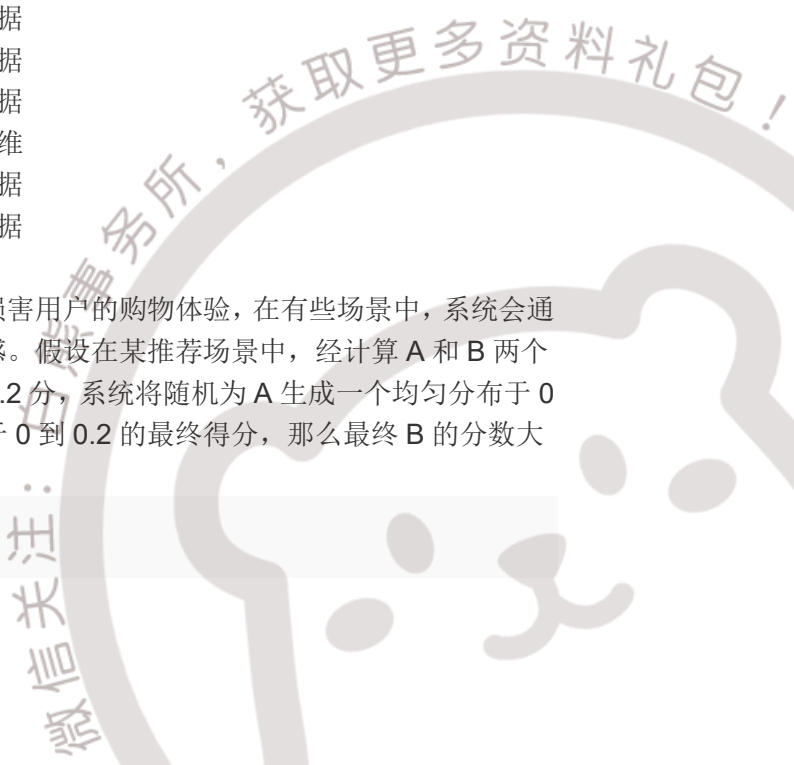 据
据
据
维
据
据
损害用户的购物体验，在有些场景中，系统会通
感。假设在某推荐场景中，经计算 A 和 B 两个
.2 分，系统将随机为 A 生成一个均匀分布于 0
于 0 到 0.2 的最终得分，那么最终 B 的分数大
微信关注：白熊事务所，获取更多资料礼包！